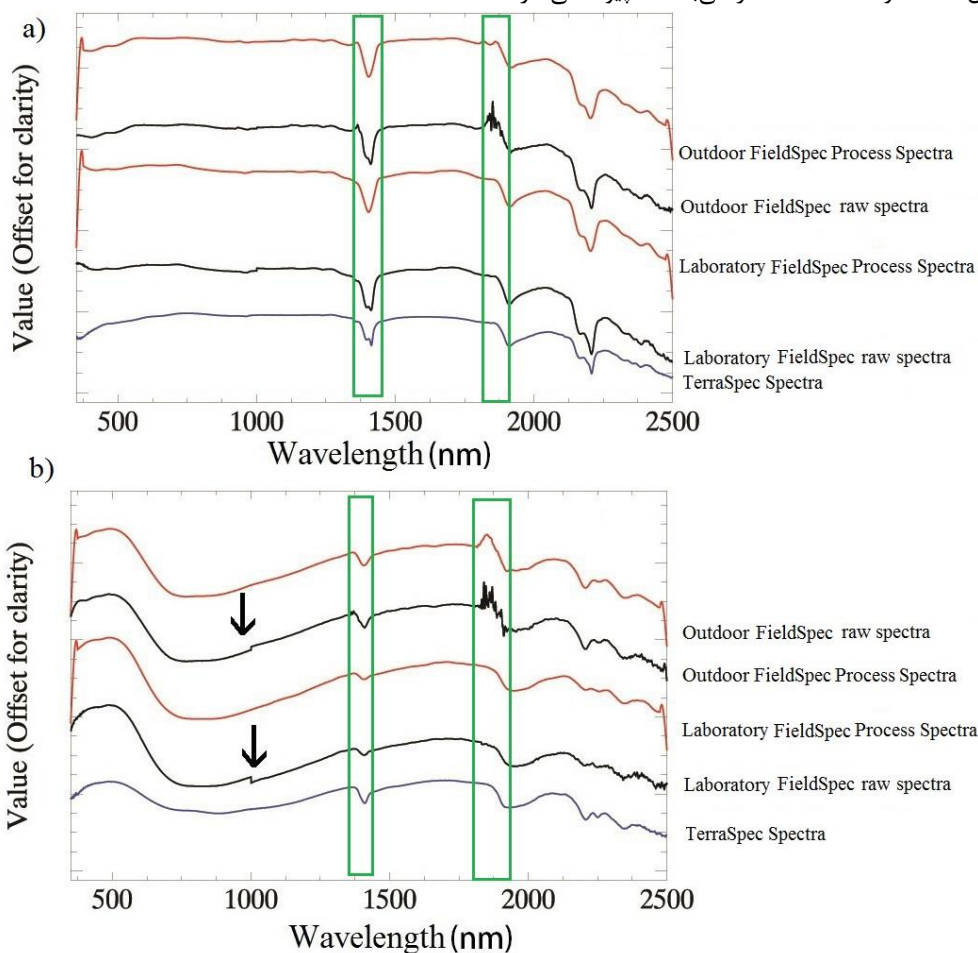 a)
Value (Offset for clarity)
Outdoor FieldSpec Process Spectra
Outdoor FieldSpec raw spectra
Laboratory FieldSpec Process Spectra
Laboratory FieldSpec raw spectra
TerraSpec Spectra
500 1000 1500 2000 2500
Wavelength (nm)
b)
Value (Offset for clarity)
Outdoor FieldSpec raw spectra
Outdoor FieldSpec Process Spectra
Laboratory FieldSpec Process Spectra
Laboratory FieldSpec raw spectra
TerraSpec Spectra
500 1000 1500 2000 2500
Wavelength (nm)